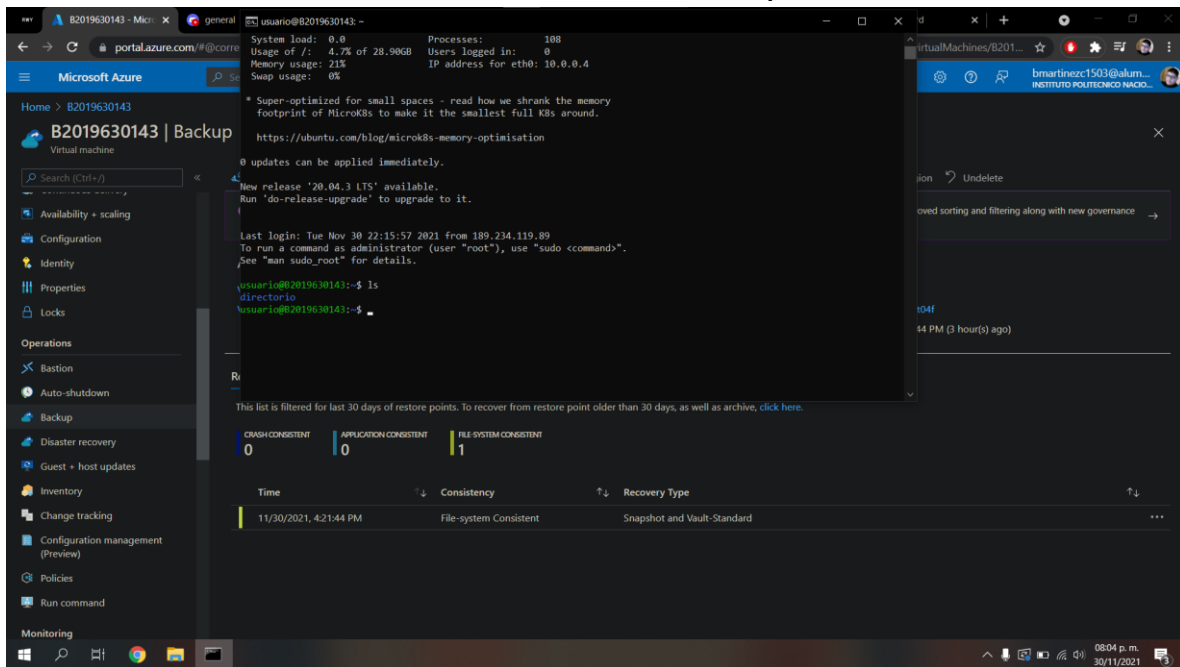 B2019630143 - Micro
general
usuario@B2019630143: ~
portal.azure.com/#@corre
irtualMachines/B201...
Microsoft Azure
bmartinezc1503@alum...
INSTITUTO POLITECNICO NACIO...
Home > B2019630143
B2019630143 | Backup
Virtual machine
Search (Ctrl+/)
Availability + scaling
Configuration
Identity
Properties
Locks
Operations
Bastion
Auto-shutdown
Backup
Disaster recovery
Guest + host updates
Inventory
Change tracking
Configuration management
(Preview)
Policies
Run command
Monitoring
System load: 0.0 Processes: 108
Usage of /: 4.7% of 28.90GB Users logged in: 0
Memory usage: 21% IP address for eth0: 10.0.0.4
Swap usage: 0%
* Super-optimized for small spaces - read how we shrank the memory
footprint of MicroK8s to make it the smallest full K8s around.
https://ubuntu.com/blog/microk8s-memory-optimisation
0 updates can be applied immediately.
New release '20.04.3 LTS' available.
Run 'do-release-upgrade' to upgrade to it.
Last login: Tue Nov 30 22:15:57 2021 from 189.234.119.89
To run a command as administrator (user "root"), use "sudo <command>".
See "man sudo_root" for details.
usuario@B2019630143:~$ ls
directorio
usuario@B2019630143:~$
Undelete
oved sorting and filtering along with new governance
44 PM (3 hour(s) ago)
This list is filtered for last 30 days of restore points. To recover from restore point older than 30 days, as well as archive, click here.
CRASH CONSISTENT
0
APPLICATION CONSISTENT
0
FILE-SYSTEM CONSISTENT
1
Time Consistency Recovery Type
11/30/2021, 4:21:44 PM File-system Consistent Snapshot and Vault-Standard
08:04 p. m.
30/11/2021